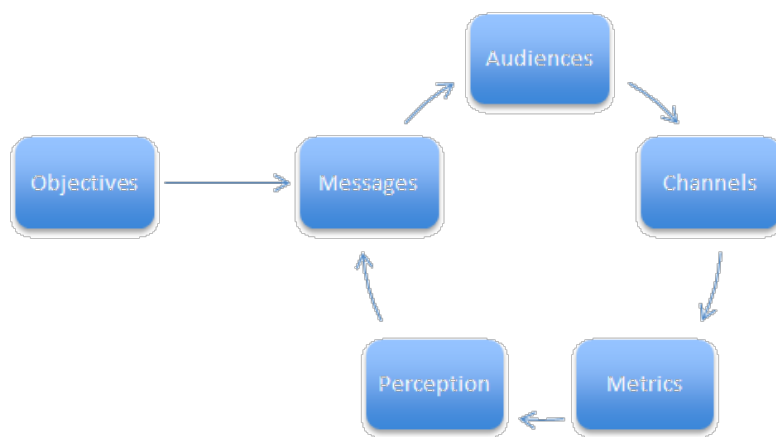 Audiences
Objectives
Messages
Channels
Perception
Metrics